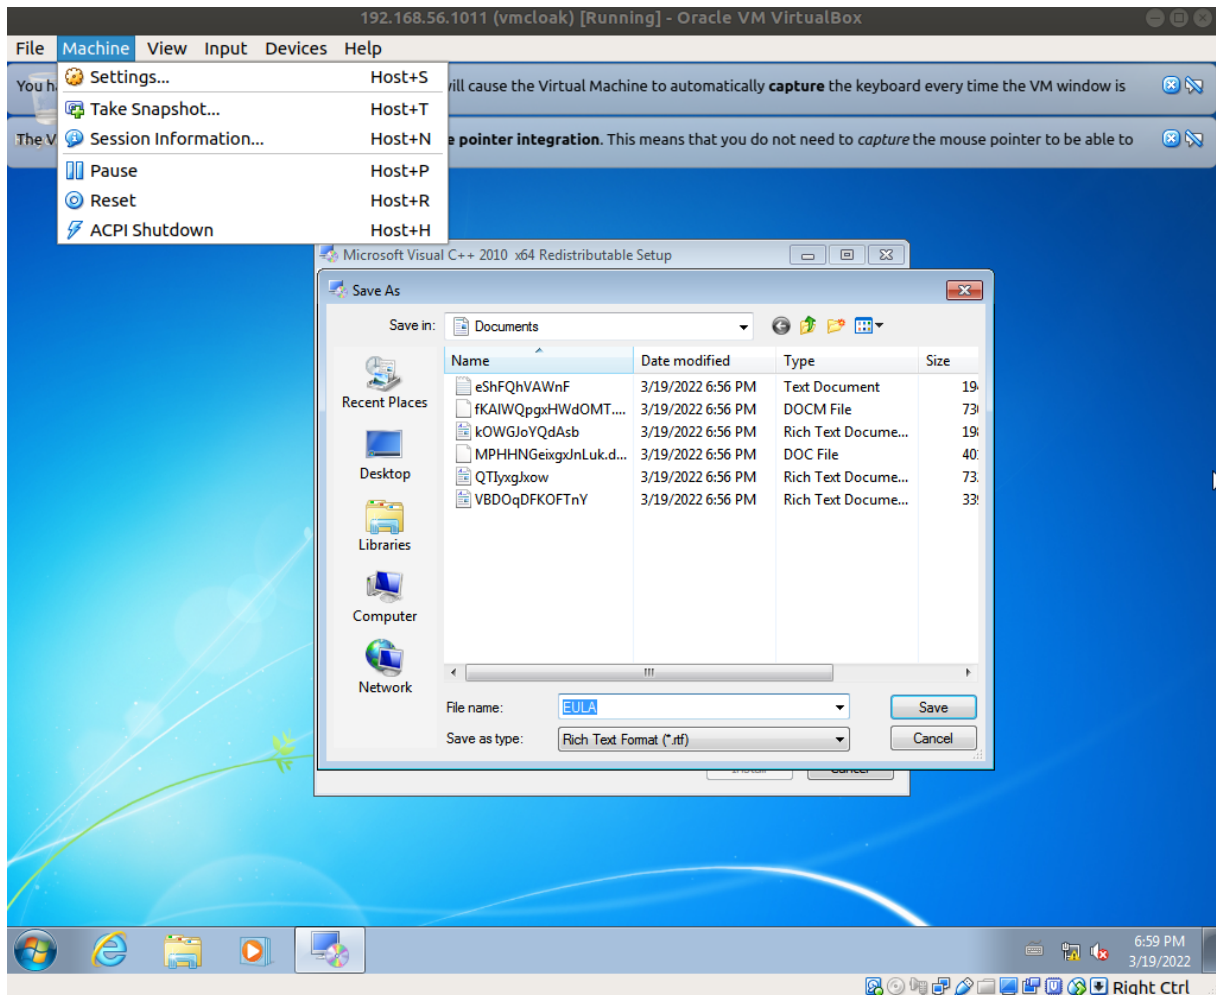 192.168.56.1011 (vmcloak) [Running] - Oracle VM VirtualBox
File Machine View Input Devices Help
Settings... Host+S
Take Snapshot... Host+T
Session Information... Host+N
Pause Host+P
Reset Host+R
ACPI Shutdown Host+H
You will cause the Virtual Machine to automatically capture the keyboard every time the VM window is
The pointer integration. This means that you do not need to capture the mouse pointer to be able to
Microsoft Visual C++ 2010 x64 Redistributable Setup
Save As
Save in: Documents
Name Date modified Type Size
eShFQhVAWnF 3/19/2022 6:56 PM Text Document
fKAIWQpgxHWdOMT.... 3/19/2022 6:56 PM DOCM File
kOWGJoYQdAsb 3/19/2022 6:56 PM Rich Text Docume...
MPHHNGeixgxJnLuk.d... 3/19/2022 6:56 PM DOC File
QTIyxgJxow 3/19/2022 6:56 PM Rich Text Docume...
VBDOqDFKOFTnY 3/19/2022 6:56 PM Rich Text Docume...
Recent Places
Desktop
Libraries
Computer
Network
File name: EULA Save
Save as type: Rich Text Format (*.rtf) Cancel
Install Cancel
6:59 PM
3/19/2022
Right Ctrl